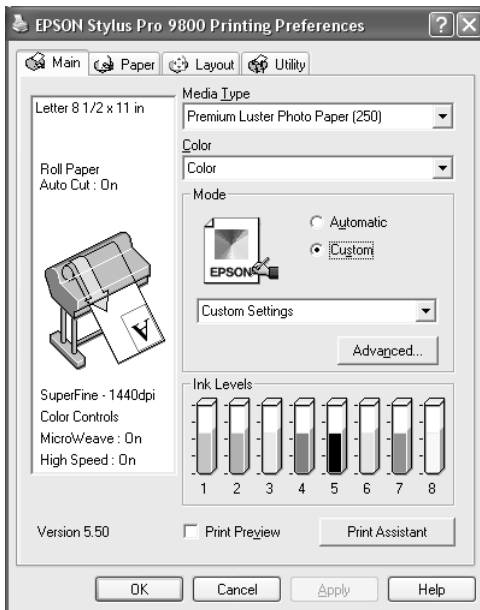 EPSON Stylus Pro 9800 Printing Preferences
Main
Paper
Layout
Utility
Letter 8 1/2 x 11 in
Roll Paper
Auto Cut : On
A
SuperFine - 1440dpi
Color Controls
MicroWeave : On
High Speed : On
Version 5.50
Media Type
Premium Luster Photo Paper (250)
Color
Color
Mode
EPSON
Automatic
Custom
Custom Settings
Advanced...
Ink Levels
1 2 3 4 5 6 7 8
Print Preview
Print Assistant
OK
Cancel
Apply
Help